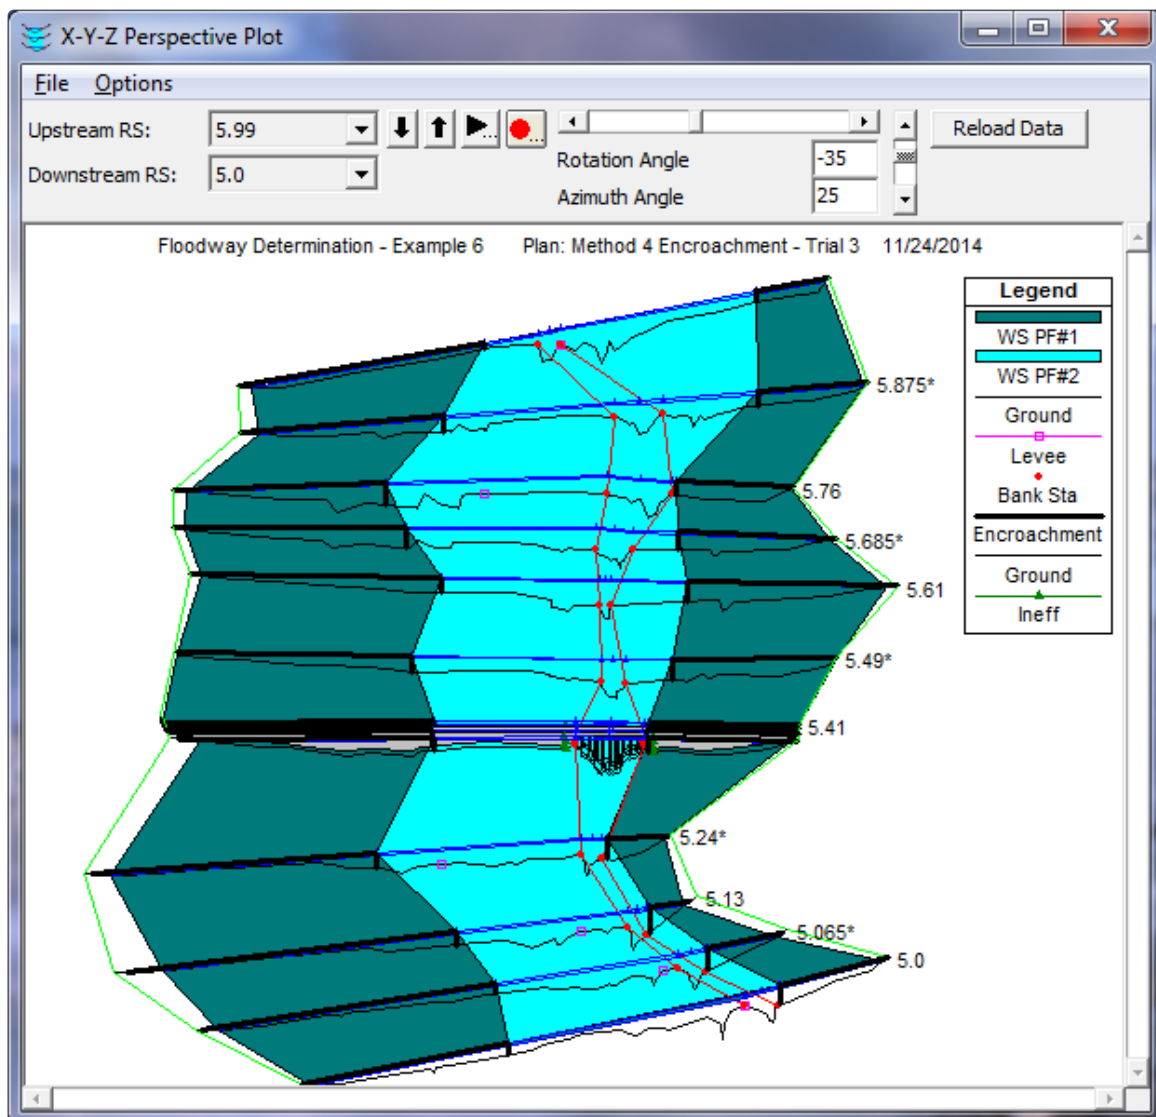 X-Y-Z Perspective Plot
File Options
Upstream RS: 5.99
Downstream RS: 5.0
Rotation Angle -35
Azimuth Angle 25
Reload Data
Floodway Determination - Example 6 Plan: Method 4 Encroachment - Trial 3 11/24/2014
Legend
WS PF#1
WS PF#2
Ground
Levee
Bank Sta
Encroachment
Ground
Ineff
5.875*
5.76
5.685*
5.61
5.49*
5.41
5.24*
5.13
5.065*
5.0